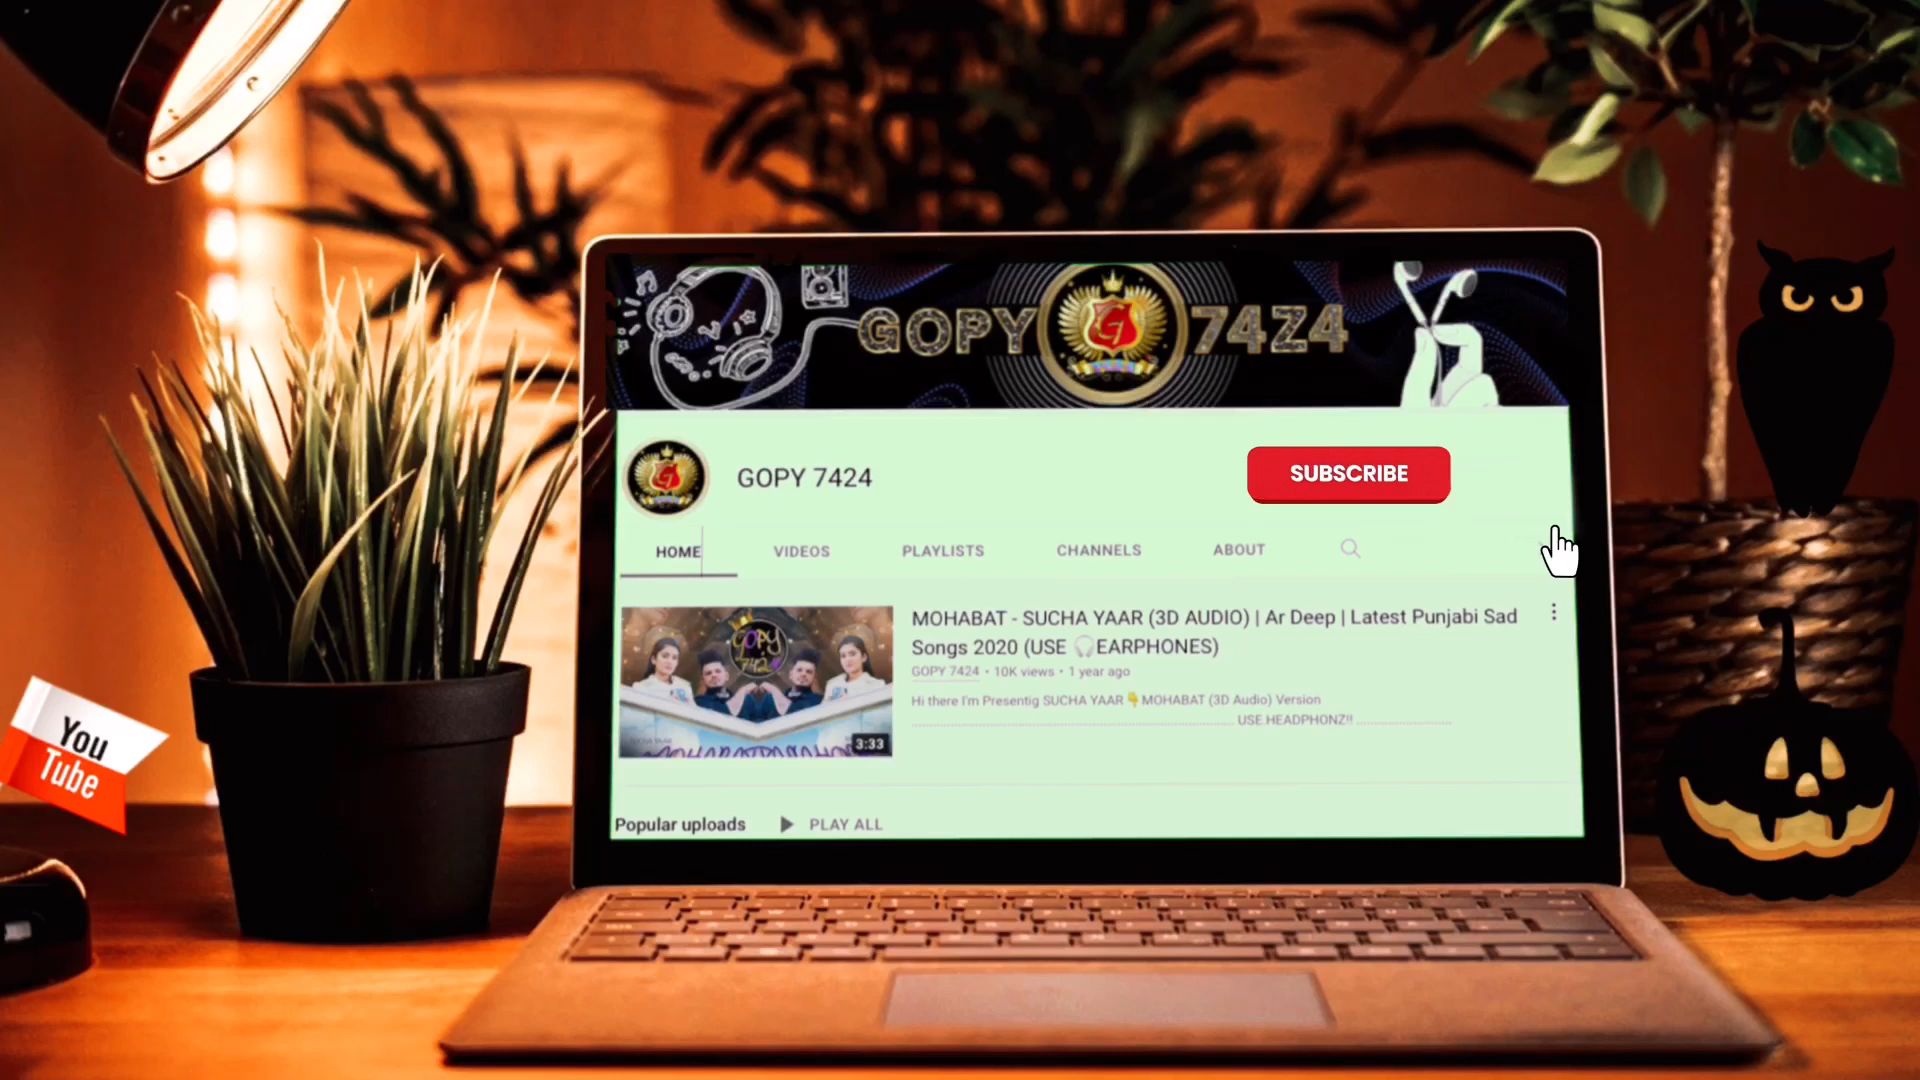 GOPY G 74Z4
GOPY 7424
SUBSCRIBE
HOME VIDEOS PLAYLISTS CHANNELS ABOUT
MOHABAT - SUCHA YAAR (3D AUDIO) | Ar Deep | Latest Punjabi Sad
Songs 2020 (USE 🎧EARPHONES)
GOPY 7424 • 10K views • 1 year ago
Hi there I'm Presentig SUCHA YAAR 👇 MOHABAT (3D Audio) Version
USE HEADPHONZ!!
GOPY
3:33
Popular uploads ▶ PLAY ALL
You
Tube